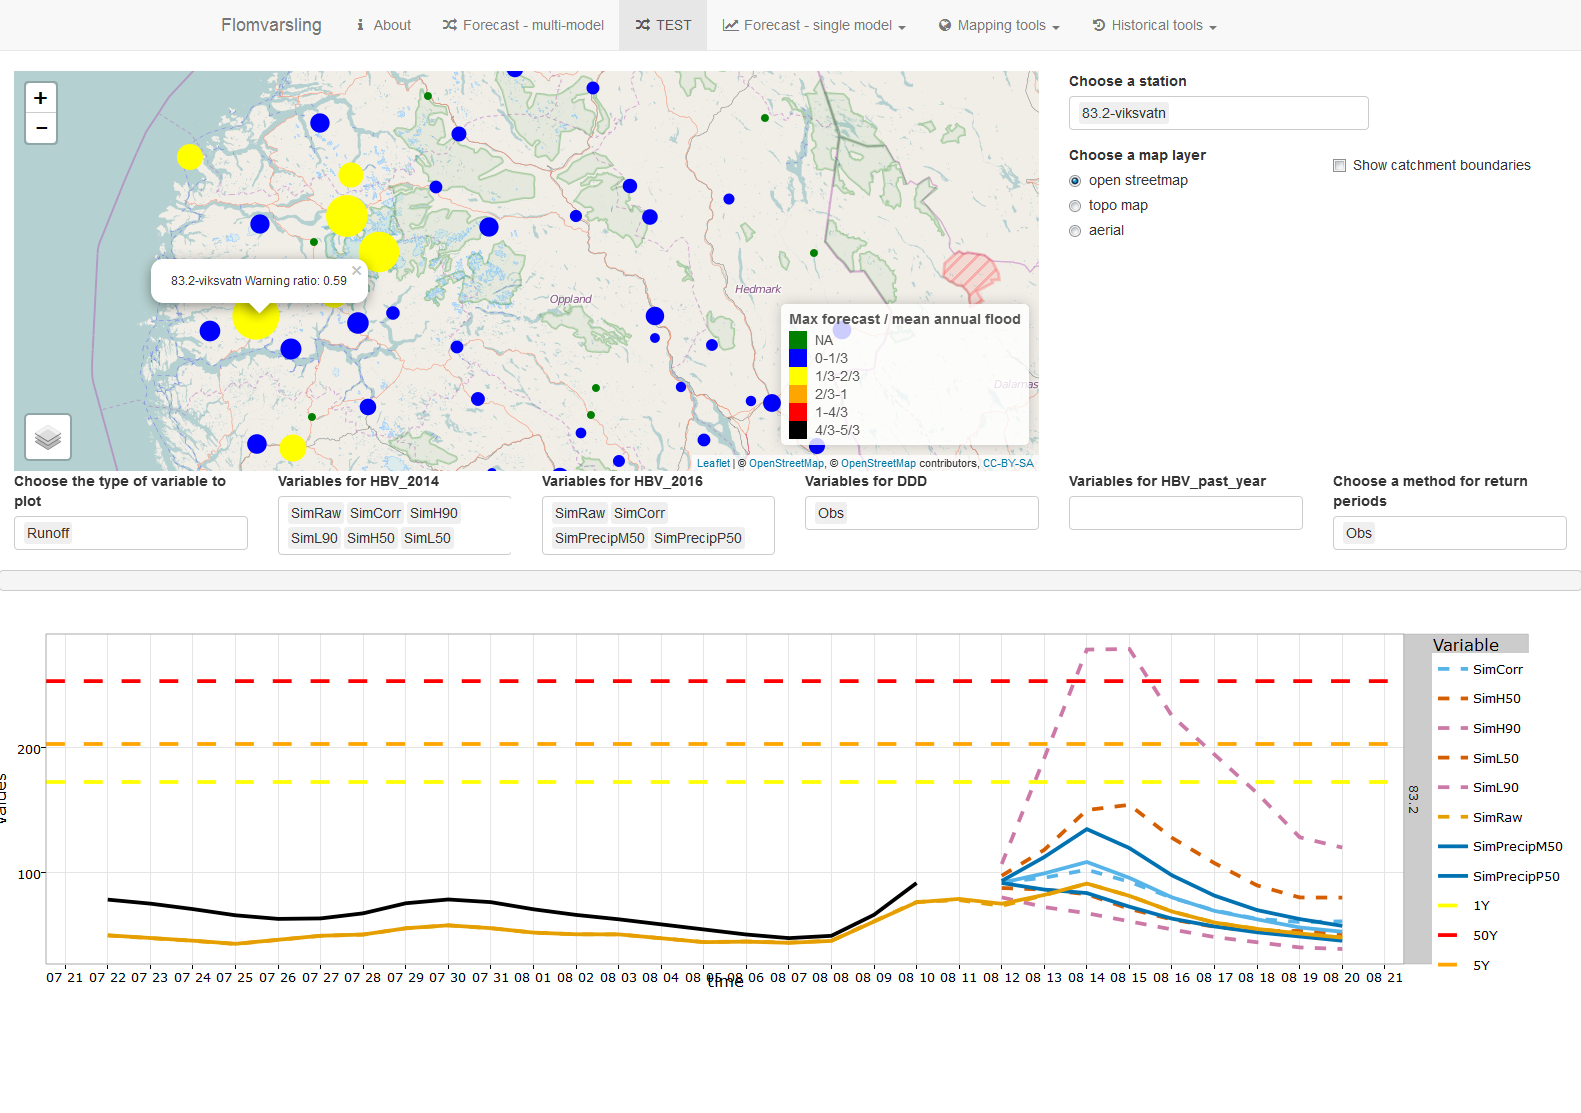 Flomvarsling About Forecast - multi-model TEST Forecast - single model Mapping tools Historical tools
+
−
83.2-viksvatn Warning ratio: 0.59 ×
Oppland
Hedmark
Max forecast / mean annual flood
NA
0-1/3
1/3-2/3
2/3-1
1-4/3
4/3-5/3
Dalarnas
Leaflet | © OpenStreetMap, © OpenStreetMap contributors, CC-BY-SA
Choose a station
83.2-viksvatn
Choose a map layer
open streetmap
topo map
aerial
Show catchment boundaries
Choose the type of variable to
plot
Runoff
Variables for HBV_2014
SimRaw SimCorr SimH90
SimL90 SimH50 SimL50
Variables for HBV_2016
SimRaw SimCorr
SimPrecipM50 SimPrecipP50
Variables for DDD
Obs
Variables for HBV_past_year
Choose a method for return
periods
Obs
200
100
values
07 21 07 22 07 23 07 24 07 25 07 26 07 27 07 28 07 29 07 30 07 31 08 01 08 02 08 03 08 04 08 05 08 06 08 07 08 08 08 09 08 10 08 11 08 12 08 13 08 14 08 15 08 16 08 17 08 18 08 19 08 20 08 21
time
83.2
Variable
SimCorr
SimH50
SimH90
SimL50
SimL90
SimRaw
SimPrecipM50
SimPrecipP50
1Y
50Y
5Y